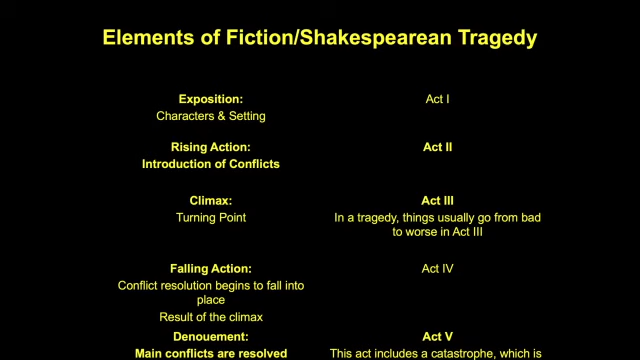 Elements of Fiction/Shakespearean Tragedy
Exposition:
Characters & Setting
Act I
Rising Action:
Introduction of Conflicts
Act II
Climax:
Turning Point
Act III
In a tragedy, things usually go from bad
to worse in Act III
Falling Action:
Conflict resolution begins to fall into
place
Result of the climax
Act IV
Denouement:
Main conflicts are resolved
Act V
This act includes a catastrophe, which is